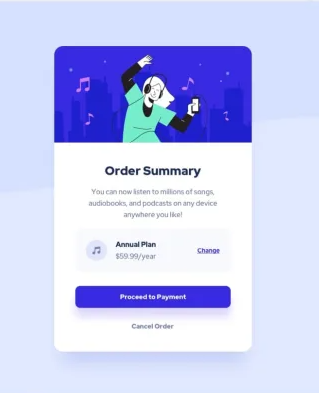 Order Summary
You can now listen to millions of songs,
audiobooks, and podcasts on any device
anywhere you like!
Annual Plan
$59.99/year
Change
Proceed to Payment
Cancel Order